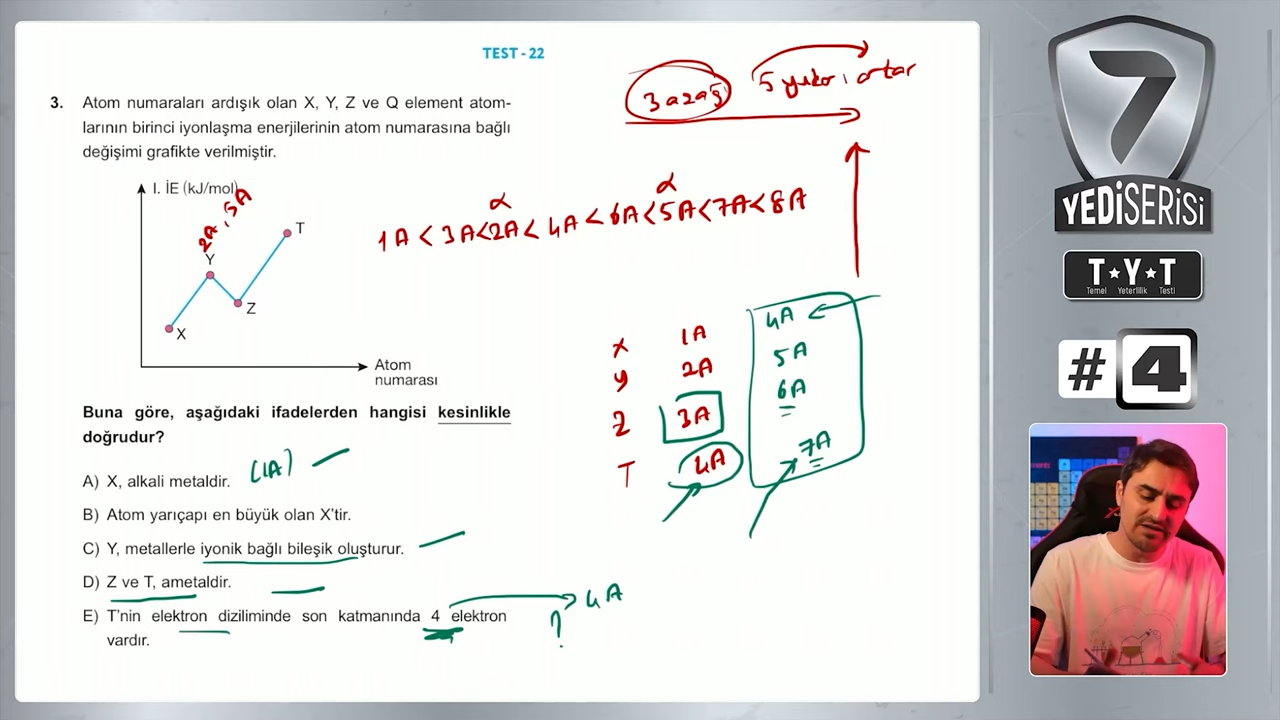 TEST - 22
3 azağ 5 yukarı artar
3. Atom numaraları ardışık olan X, Y, Z ve Q element atom-
larının birinci iyonlaşma enerjilerinin atom numarasına bağlı
değişimi grafikte verilmiştir.
I. İE (kJ/mol)
2A, 5A
T
Y
Z
X
Atom
numarası
α α
1A < 3A < 2A < 4A < 6A < 5A < 7A < 8A
X 1A 4A
Y 2A 5A
Z 3A 6A
T 4A 7A
Buna göre, aşağıdaki ifadelerden hangisi kesinlikle
doğrudur?
A) X, alkali metaldir. (1A)
B) Atom yarıçapı en büyük olan X'tir.
C) Y, metallerle iyonik bağlı bileşik oluşturur.
D) Z ve T, ametaldir.
E) T'nin elektron diziliminde son katmanında 4 elektron
vardır.
? 4A
7
YEDİSERİSİ
T★Y★T
Temel Yeterlilik Testi
# 4